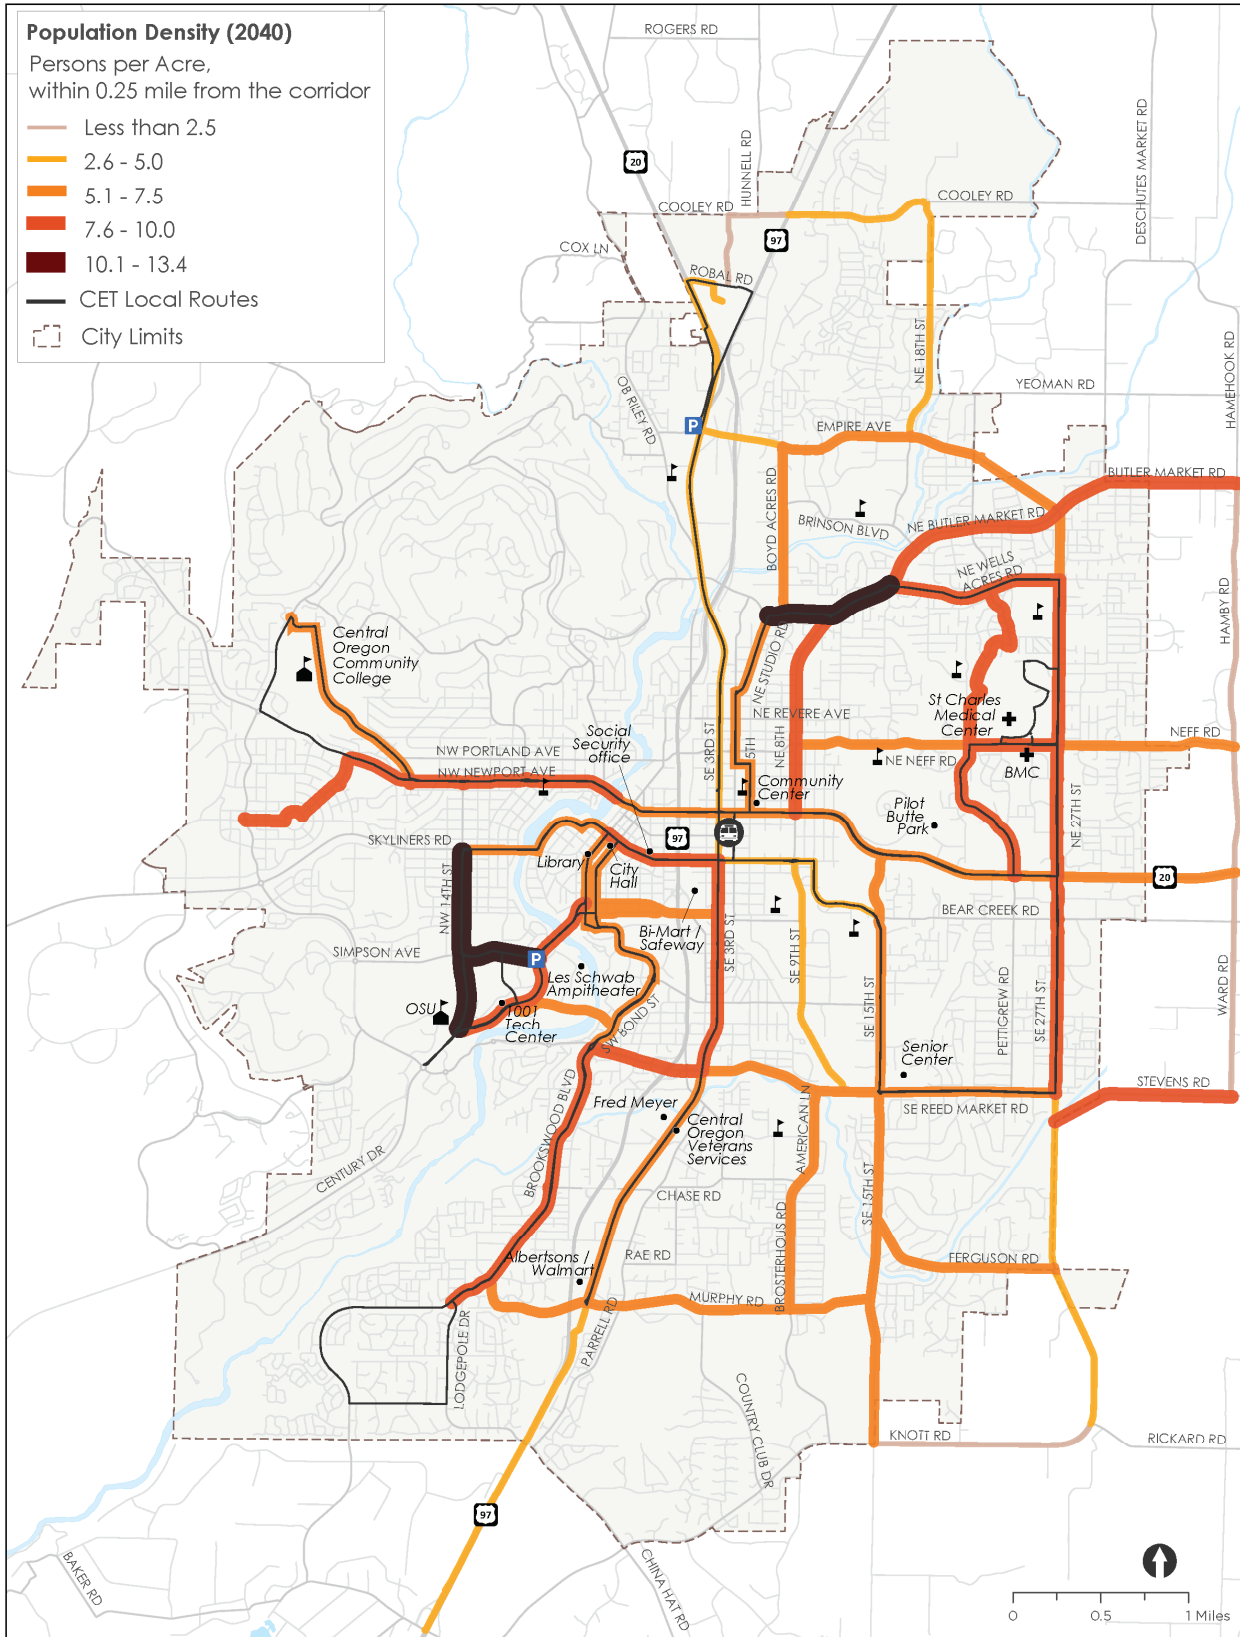 Population Density (2040)
Persons per Acre,
within 0.25 mile from the corridor
Less than 2.5
2.6 - 5.0
5.1 - 7.5
7.6 - 10.0
10.1 - 13.4
CET Local Routes
City Limits
ROGERS RD
DESCHUTES MARKET RD
HUNNELL RD
20
COOLEY RD
COOLEY RD
97
COX LN
ROBAL RD
NE 18TH ST
HAMEHOOK RD
YEOMAN RD
OB RILEY RD
P
EMPIRE AVE
BUTLER MARKET RD
BOYD ACRES RD
BRINSON BLVD
NE BUTLER MARKET RD
NE WELLS
ACRES RD
HAMBY RD
Central
Oregon
Community
College
NE STUDIO RD
St Charles
Medical
Center
NE REVERE AVE
Social
Security
office
NW PORTLAND AVE
NW NEWPORT AVE
SE 3RD ST
5TH
NE 8TH
NE NEFF RD
NEFF RD
BMC
Community
Center
Pilot
Butte
Park
NE 27TH ST
SKYLINERS RD
97
Library
City
Hall
20
NW 14TH ST
BEAR CREEK RD
Bi-Mart /
Safeway
SE 3RD ST
SE 9TH ST
SIMPSON AVE
P
Les Schwab
Ampitheater
OSU
1001
Tech
Center
SW BOND ST
SE 15TH ST
PETTIGREW RD
SE 27TH ST
WARD RD
Senior
Center
STEVENS RD
SE REED MARKET RD
Fred Meyer
Central
Oregon
Veterans
Services
AMERICAN LN
BROOKSWOOD BLVD
CENTURY DR
CHASE RD
SE 15TH ST
BROSTERHOUS RD
RAE RD
FERGUSON RD
Albertsons /
Walmart
MURPHY RD
PARRELL RD
LODGEPOLE DR
COUNTRY CLUB DR
KNOTT RD
RICKARD RD
97
CHINA HAT RD
BAKER RD
0
0.5
1 Miles